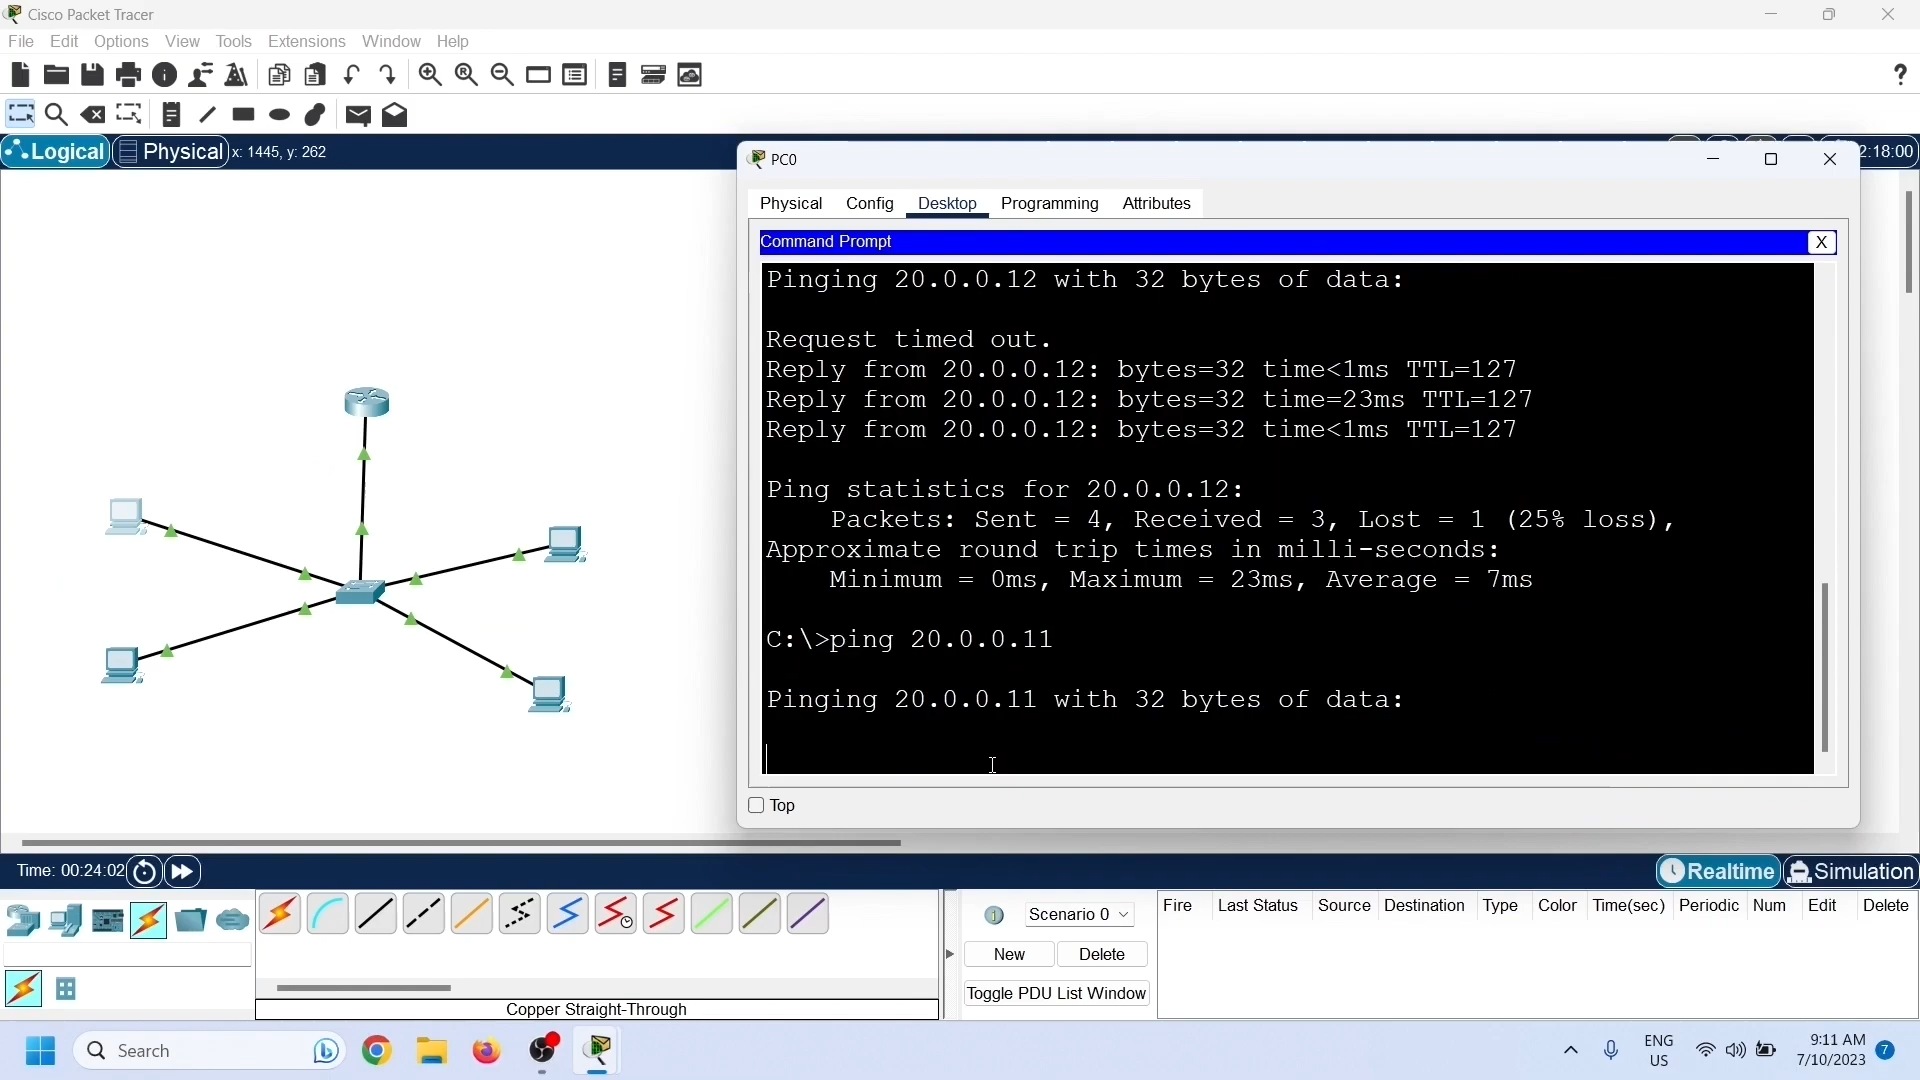 Cisco Packet Tracer
File Edit Options View Tools Extensions Window Help
Logical Physical x: 1445, y: 262
2:18:00
PC0
Physical Config Desktop Programming Attributes
Command Prompt X
Pinging 20.0.0.12 with 32 bytes of data:
Request timed out.
Reply from 20.0.0.12: bytes=32 time<1ms TTL=127
Reply from 20.0.0.12: bytes=32 time=23ms TTL=127
Reply from 20.0.0.12: bytes=32 time<1ms TTL=127
Ping statistics for 20.0.0.12:
Packets: Sent = 4, Received = 3, Lost = 1 (25% loss),
Approximate round trip times in milli-seconds:
Minimum = 0ms, Maximum = 23ms, Average = 7ms
C:\>ping 20.0.0.11
Pinging 20.0.0.11 with 32 bytes of data:
Top
Time: 00:24:02
Realtime Simulation
Scenario 0
New Delete
Toggle PDU List Window
Fire Last Status Source Destination Type Color Time(sec) Periodic Num Edit Delete
Copper Straight-Through
Search
ENG
US
9:11 AM
7/10/2023
7